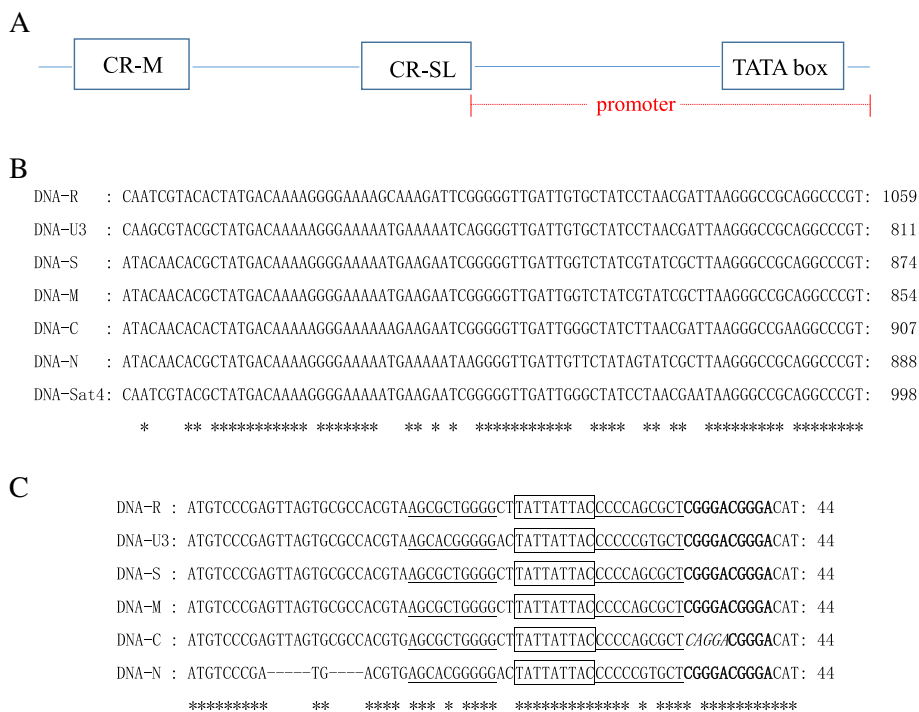 A
CR-M
CR-SL
TATA box
promoter
B
DNA-R : CAATCGTACACTATGACAAAAGGGGAAAAGCAAAGATTCGGGGGTTGATTGTGCTATCCTAACGATTAAGGGCCGCAGGCCCGT: 1059
DNA-U3 : CAAGCGTACGCTATGACAAAAAGGGGAAAAATGAAAAATCAGGGGTTGATTGTGCTATCCTAACGATTAAGGGCCGCAGGCCCGT: 811
DNA-S : ATACAACACGCTATGACAAAAGGGGAAAAATGAAGAATCGGGGGTTGATTGGTCTATCGTATCGCTTAAGGGCCGCAGGCCCGT: 874
DNA-M : ATACAACACGCTATGACAAAAGGGGAAAAATGAAGAATCGGGGGTTGATTGGTCTATCGTATCGCTTAAGGGCCGCAGGCCCGT: 854
DNA-C : ATACAACACACTATGACAAAAAGGGGAAAAAAGAAGAATCGGGGGTTGATTGGGCTATCTTAACGATTAAGGGCCGAAGGCCCGT: 907
DNA-N : ATACAACACGCTATGACAAAAGGGGAAAAATGAAAAATAAGGGGTTGATTGTTCTATAGTATCGCTTAAGGGCCGCAGGCCCGT: 888
DNA-Sat4: CAATCGTACGCTATGACAAAAGGGGAAAAATGAAGAATCGGGGGTTGATTGGGCTATCCTAACGAATAAGGGCCGCAGGCCCGT: 998
* ** *********** ******* ** * * *********** **** ** ** ********* ********
C
DNA-R : ATGTCCCGAGTTAGTGCGCCACGTAAGCGCTGGGGCTTATTATTACCCCCAGCGCTCGGGACGGGACAT: 44
DNA-U3: ATGTCCCGAGTTAGTGCGCCACGTAAGCACGGGGGACTATTATTACCCCCCGTGCTCGGGACGGGACAT: 44
DNA-S : ATGTCCCGAGTTAGTGCGCCACGTAAGCGCTGGGGCTTATTATTACCCCCAGCGCTCGGGACGGGACAT: 44
DNA-M : ATGTCCCGAGTTAGTGCGCCACGTAAGCGCTGGGGCTTATTATTACCCCCAGCGCTCGGGACGGGACAT: 44
DNA-C : ATGTCCCGAGTTAGTGCGCCACGTGAGCGCTGGGGCTTATTATTACCCCCAGCGCTCAGGACGGGACAT: 44
DNA-N : ATGTCCCGA-----TG----ACGTGAGCACGGGGGACTATTATTACCCCCCGTGCTCGGGACGGGACAT: 44
********* ** **** *** * **** ************* * **** ***********